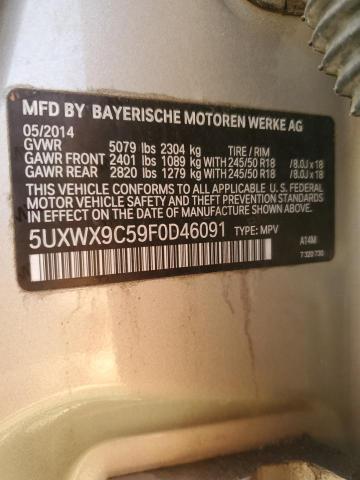 MFD BY BAYERISCHE MOTOREN WERKE AG
05/2014
GVWR 5079 lbs 2304 kg TIRE / RIM
GAWR FRONT 2401 lbs 1089 kg WITH 245/50 R18 / 8.0J x 18
GAWR REAR 2820 lbs 1279 kg WITH 245/50 R18 / 8.0J x 18
THIS VEHICLE CONFORMS TO ALL APPLICABLE U.S. FEDERAL
MOTOR VEHICLE SAFETY STANDARDS IN
EFFECT ON THE DATE OF MANUFACTURE SHOWN ABOVE.
5UXWX9C59F0D46091 TYPE: MPV
A14M
7 320 730